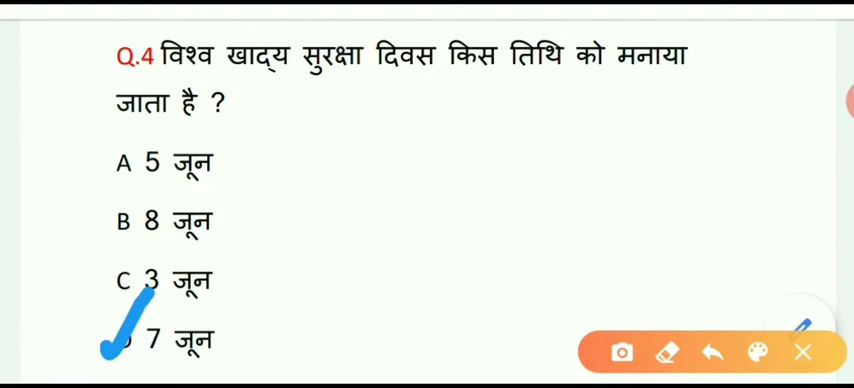 Q.4 विश्व खाद्य सुरक्षा दिवस किस तिथि को मनाया
जाता है ?
A 5 जून
B 8 जून
C 3 जून
7 जून